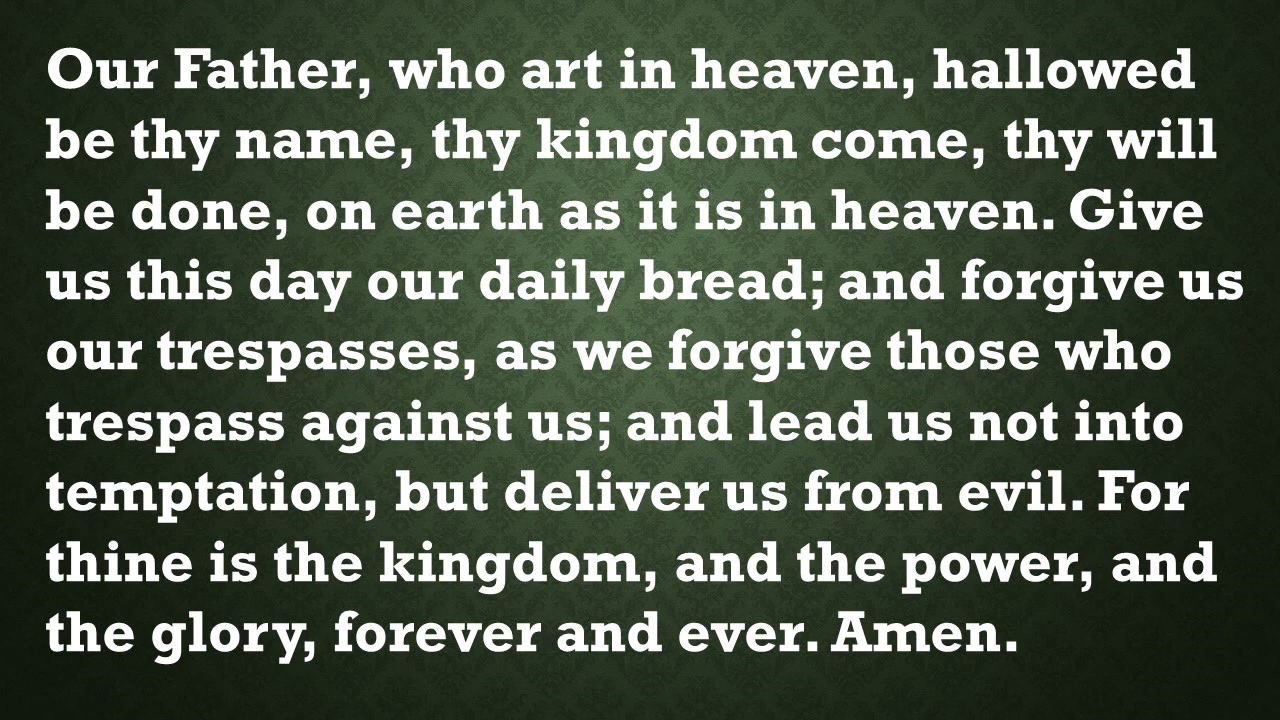 Our Father, who art in heaven, hallowed
be thy name, thy kingdom come, thy will
be done, on earth as it is in heaven. Give
us this day our daily bread; and forgive us
our trespasses, as we forgive those who
trespass against us; and lead us not into
temptation, but deliver us from evil. For
thine is the kingdom, and the power, and
the glory, forever and ever. Amen.